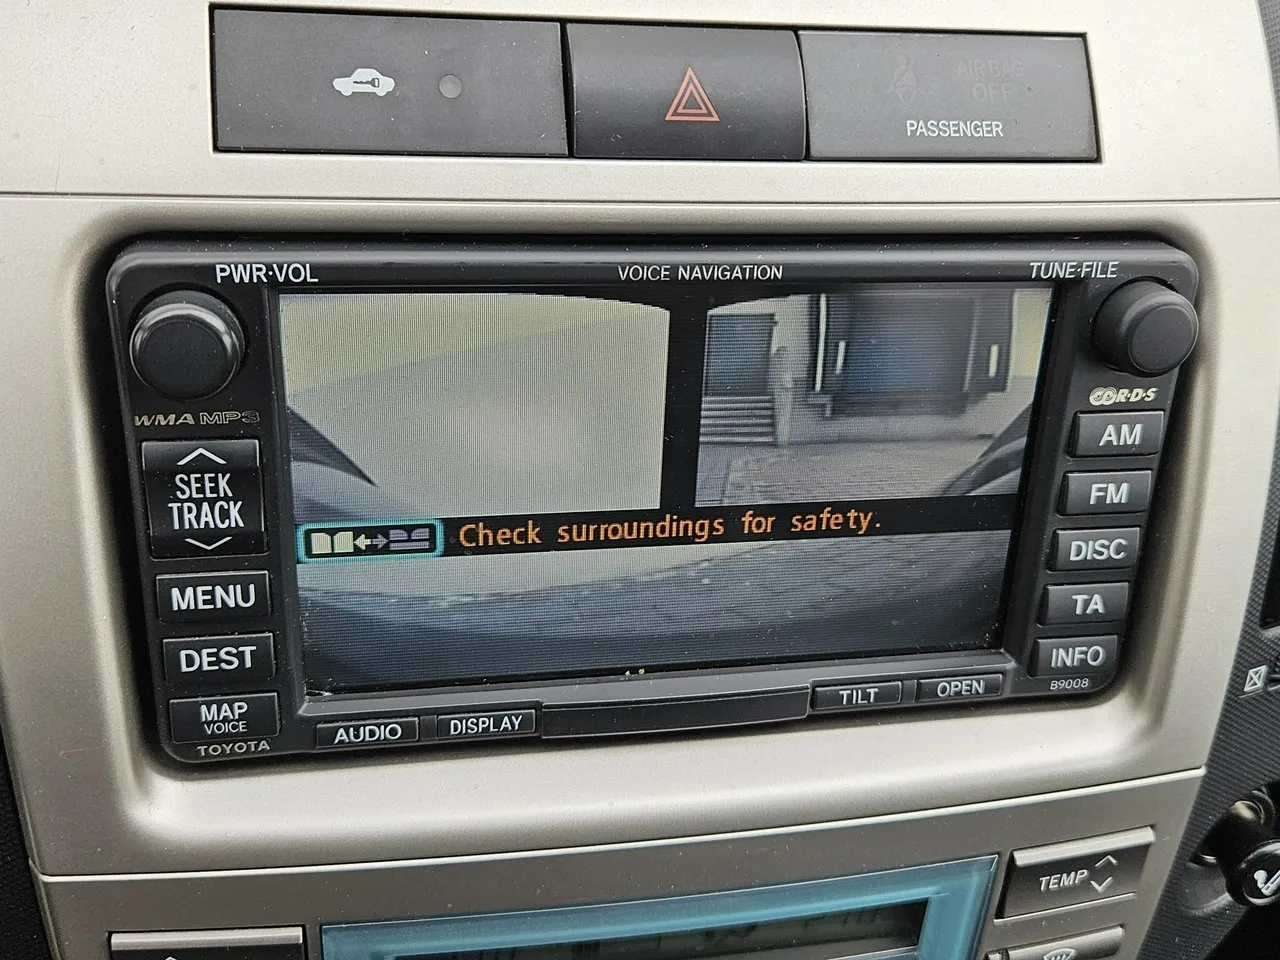 AIR BAG
OFF
PASSENGER
PWR·VOL
VOICE NAVIGATION
TUNE·FILE
WMA MP3
R·D·S
SEEK
TRACK
AM
FM
Check surroundings for safety.
DISC
MENU
TA
DEST
INFO
B9008
MAP
VOICE
TOYOTA
AUDIO
DISPLAY
TILT
OPEN
TEMP